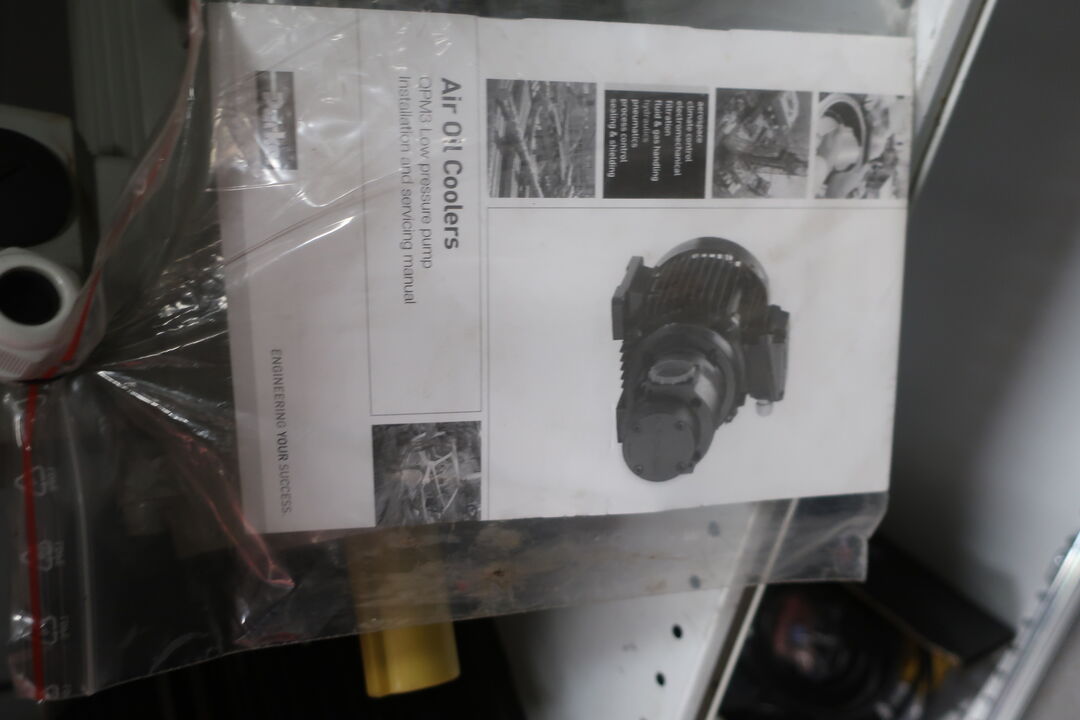 aerospace
climate control
electromechanical
filtration
fluid & gas handling
hydraulics
pneumatics
process control
sealing & shielding
Air Oil Coolers
QPM3 Low pressure pump
Installation and servicing manual
Parker
ENGINEERING YOUR SUCCESS.